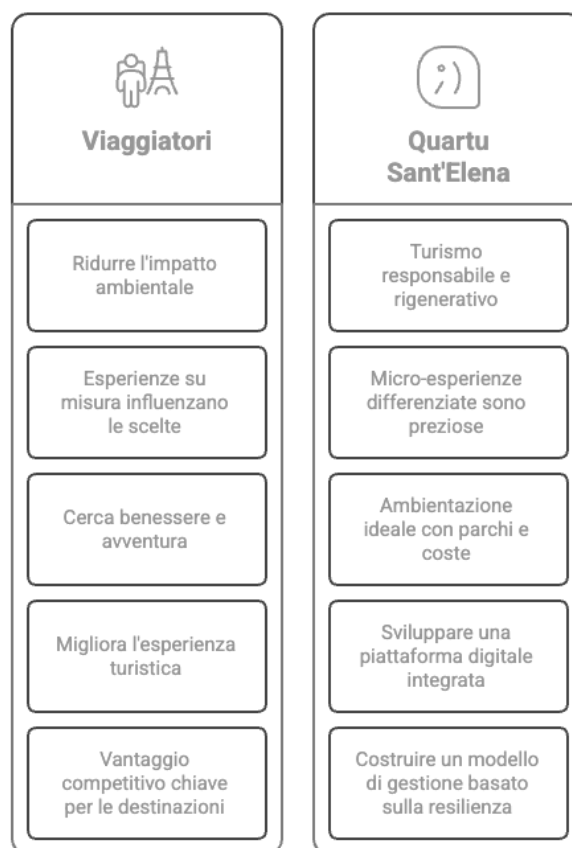 Viaggiatori
Ridurre l'impatto
ambientale
Esperienze su
misura influenzano
le scelte
Cerca benessere e
avventura
Migliora l'esperienza
turistica
Vantaggio
competitivo chiave
per le destinazioni
Quartu
Sant'Elena
Turismo
responsabile e
rigenerativo
Micro-esperienze
differenziate sono
preziose
Ambientazione
ideale con parchi e
coste
Sviluppare una
piattaforma digitale
integrata
Costruire un modello
di gestione basato
sulla resilienza